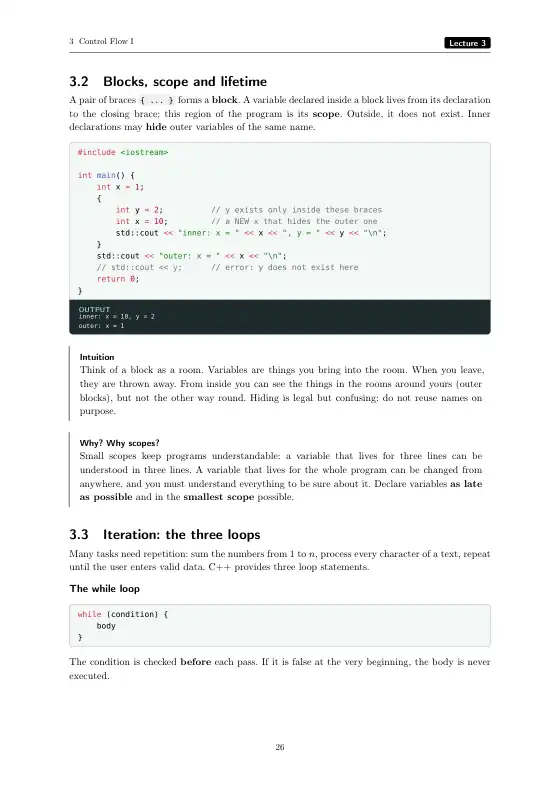 3 Control Flow I
Lecture 3
3.2 Blocks, scope and lifetime
A pair of braces { ... } forms a block. A variable declared inside a block lives from its declaration
to the closing brace; this region of the program is its scope. Outside, it does not exist. Inner
declarations may hide outer variables of the same name.
#include <iostream>
int main() {
    int x = 1;
    {
        int y = 2;          // y exists only inside these braces
        int x = 10;         // a NEW x that hides the outer one
        std::cout << "inner: x = " << x << ", y = " << y << "\n";
    }
    std::cout << "outer: x = " << x << "\n";
    // std::cout << y;      // error: y does not exist here
    return 0;
}
OUTPUT
inner: x = 10, y = 2
outer: x = 1
Intuition
Think of a block as a room. Variables are things you bring into the room. When you leave,
they are thrown away. From inside you can see the things in the rooms around yours (outer
blocks), but not the other way round. Hiding is legal but confusing: do not reuse names on
purpose.
Why? Why scopes?
Small scopes keep programs understandable: a variable that lives for three lines can be
understood in three lines. A variable that lives for the whole program can be changed from
anywhere, and you must understand everything to be sure about it. Declare variables as late
as possible and in the smallest scope possible.
3.3 Iteration: the three loops
Many tasks need repetition: sum the numbers from 1 to n, process every character of a text, repeat
until the user enters valid data. C++ provides three loop statements.
The while loop
while (condition) {
    body
}
The condition is checked before each pass. If it is false at the very beginning, the body is never
executed.
26